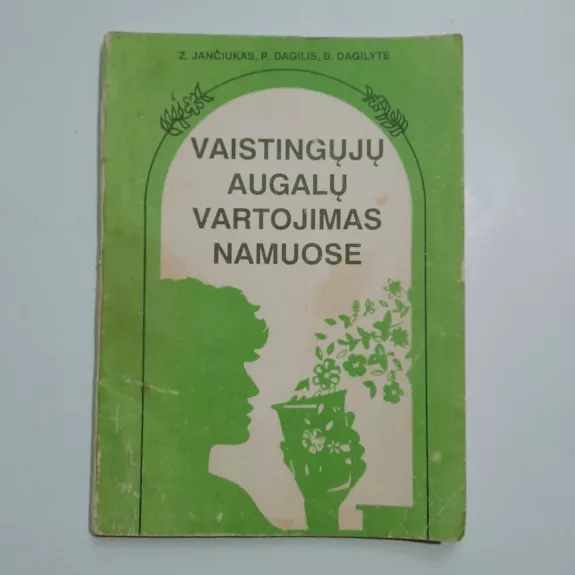 Z. JANČIUKAS, P. DAGILIS, B. DAGILYTĖ
VAISTINGŲJŲ
AUGALŲ
VARTOJIMAS
NAMUOSE